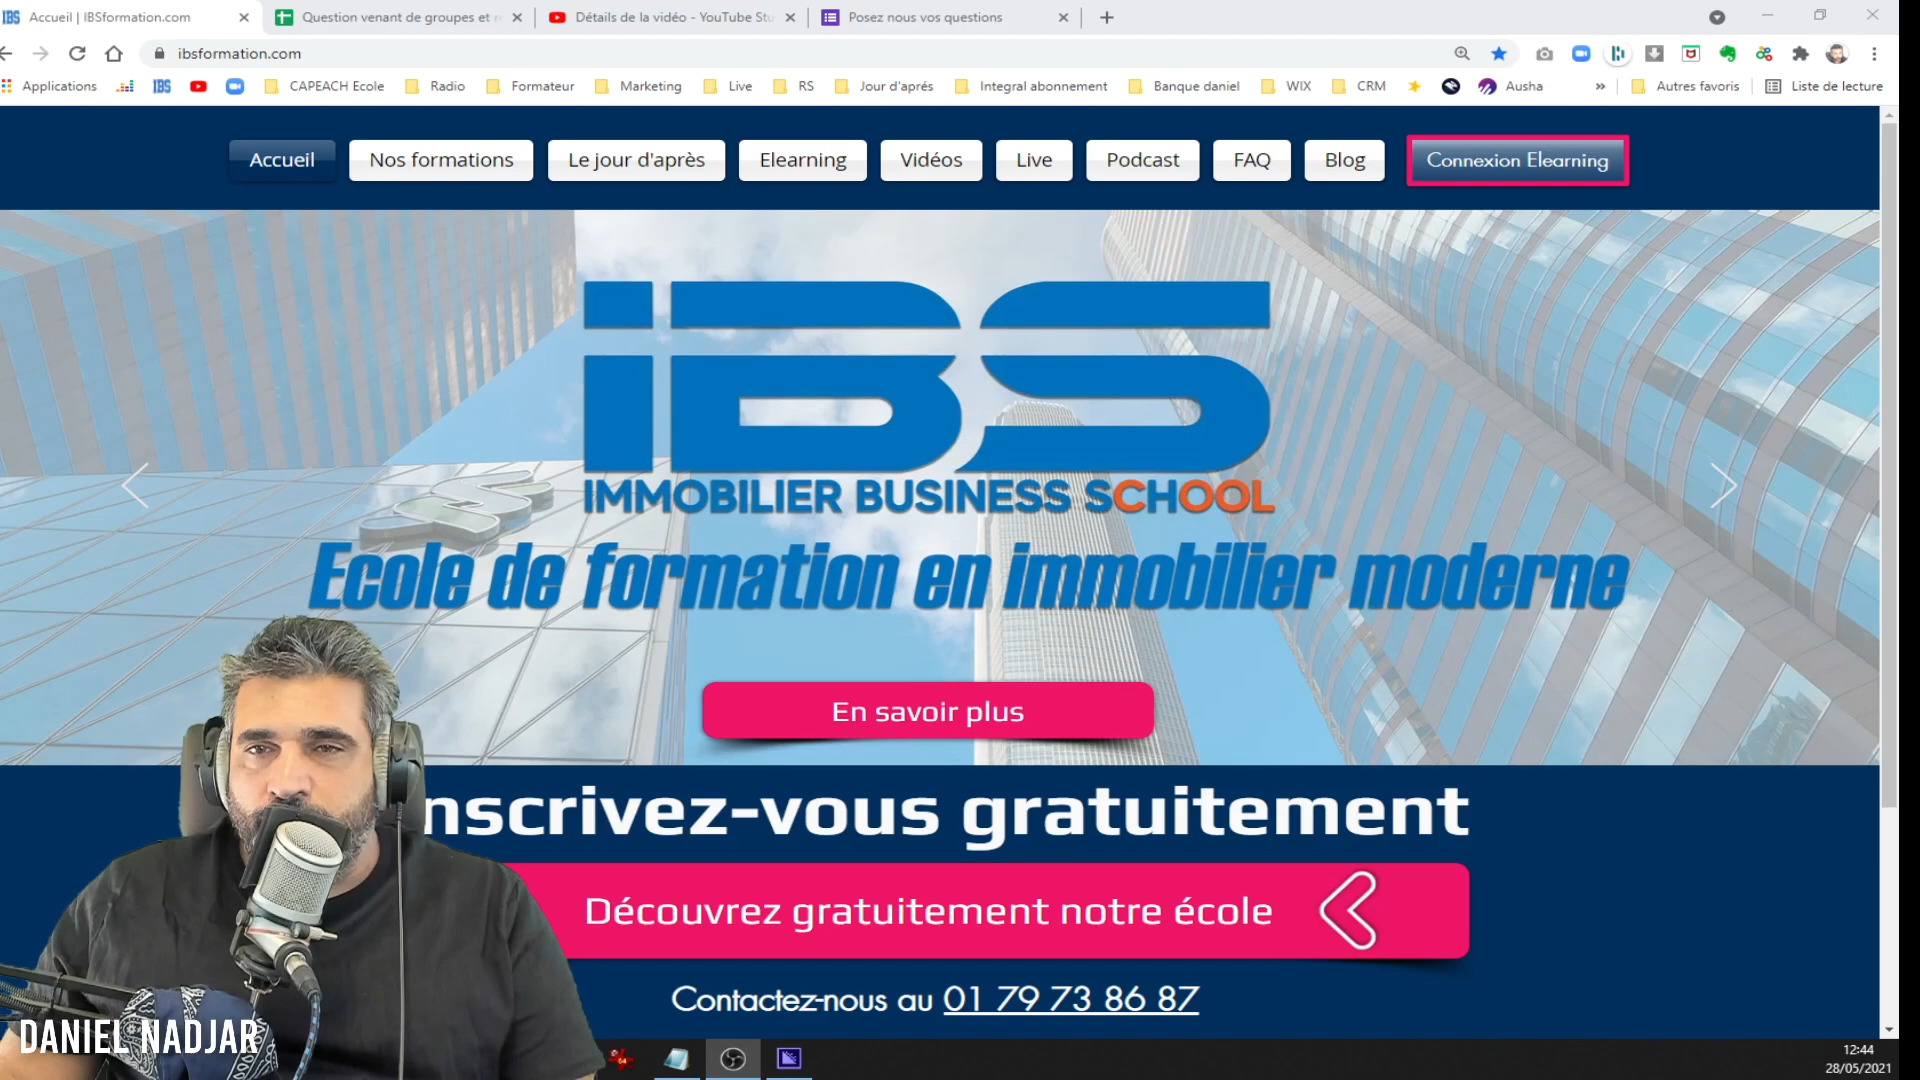 Accueil | IBSformation.com
Question venant de groupes et r
Détails de la vidéo - YouTube Stu
Posez nous vos questions
ibsformation.com
Applications
IBS
CAPEACH Ecole
Radio
Formateur
Marketing
Live
RS
Jour d'aprés
Integral abonnement
Banque daniel
WIX
CRM
Ausha
»
Autres favoris
Liste de lecture
Accueil
Nos formations
Le jour d'après
Elearning
Vidéos
Live
Podcast
FAQ
Blog
Connexion Elearning
iBS
IMMOBILIER BUSINESS SCHOOL
Ecole de formation en immobilier moderne
En savoir plus
nscrivez-vous gratuitement
Découvrez gratuitement notre école
Contactez-nous au 01 79 73 86 87
DANIEL NADJAR
12:44
28/05/2021